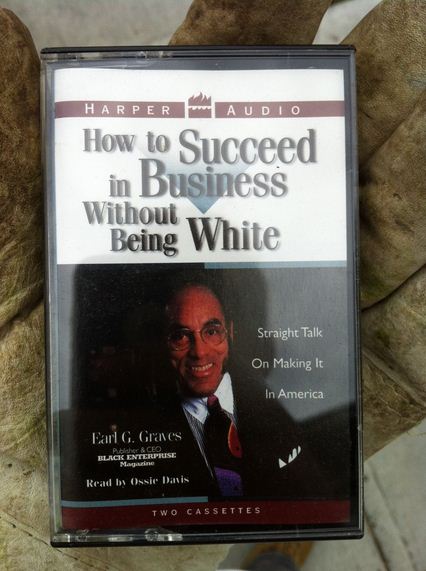 HARPER AUDIO
How to Succeed
in Business
Without
Being White
Straight Talk
On Making It
In America
Earl G. Graves
Publisher & CEO
BLACK ENTERPRISE
Magazine
Read by Ossie Davis
TWO CASSETTES